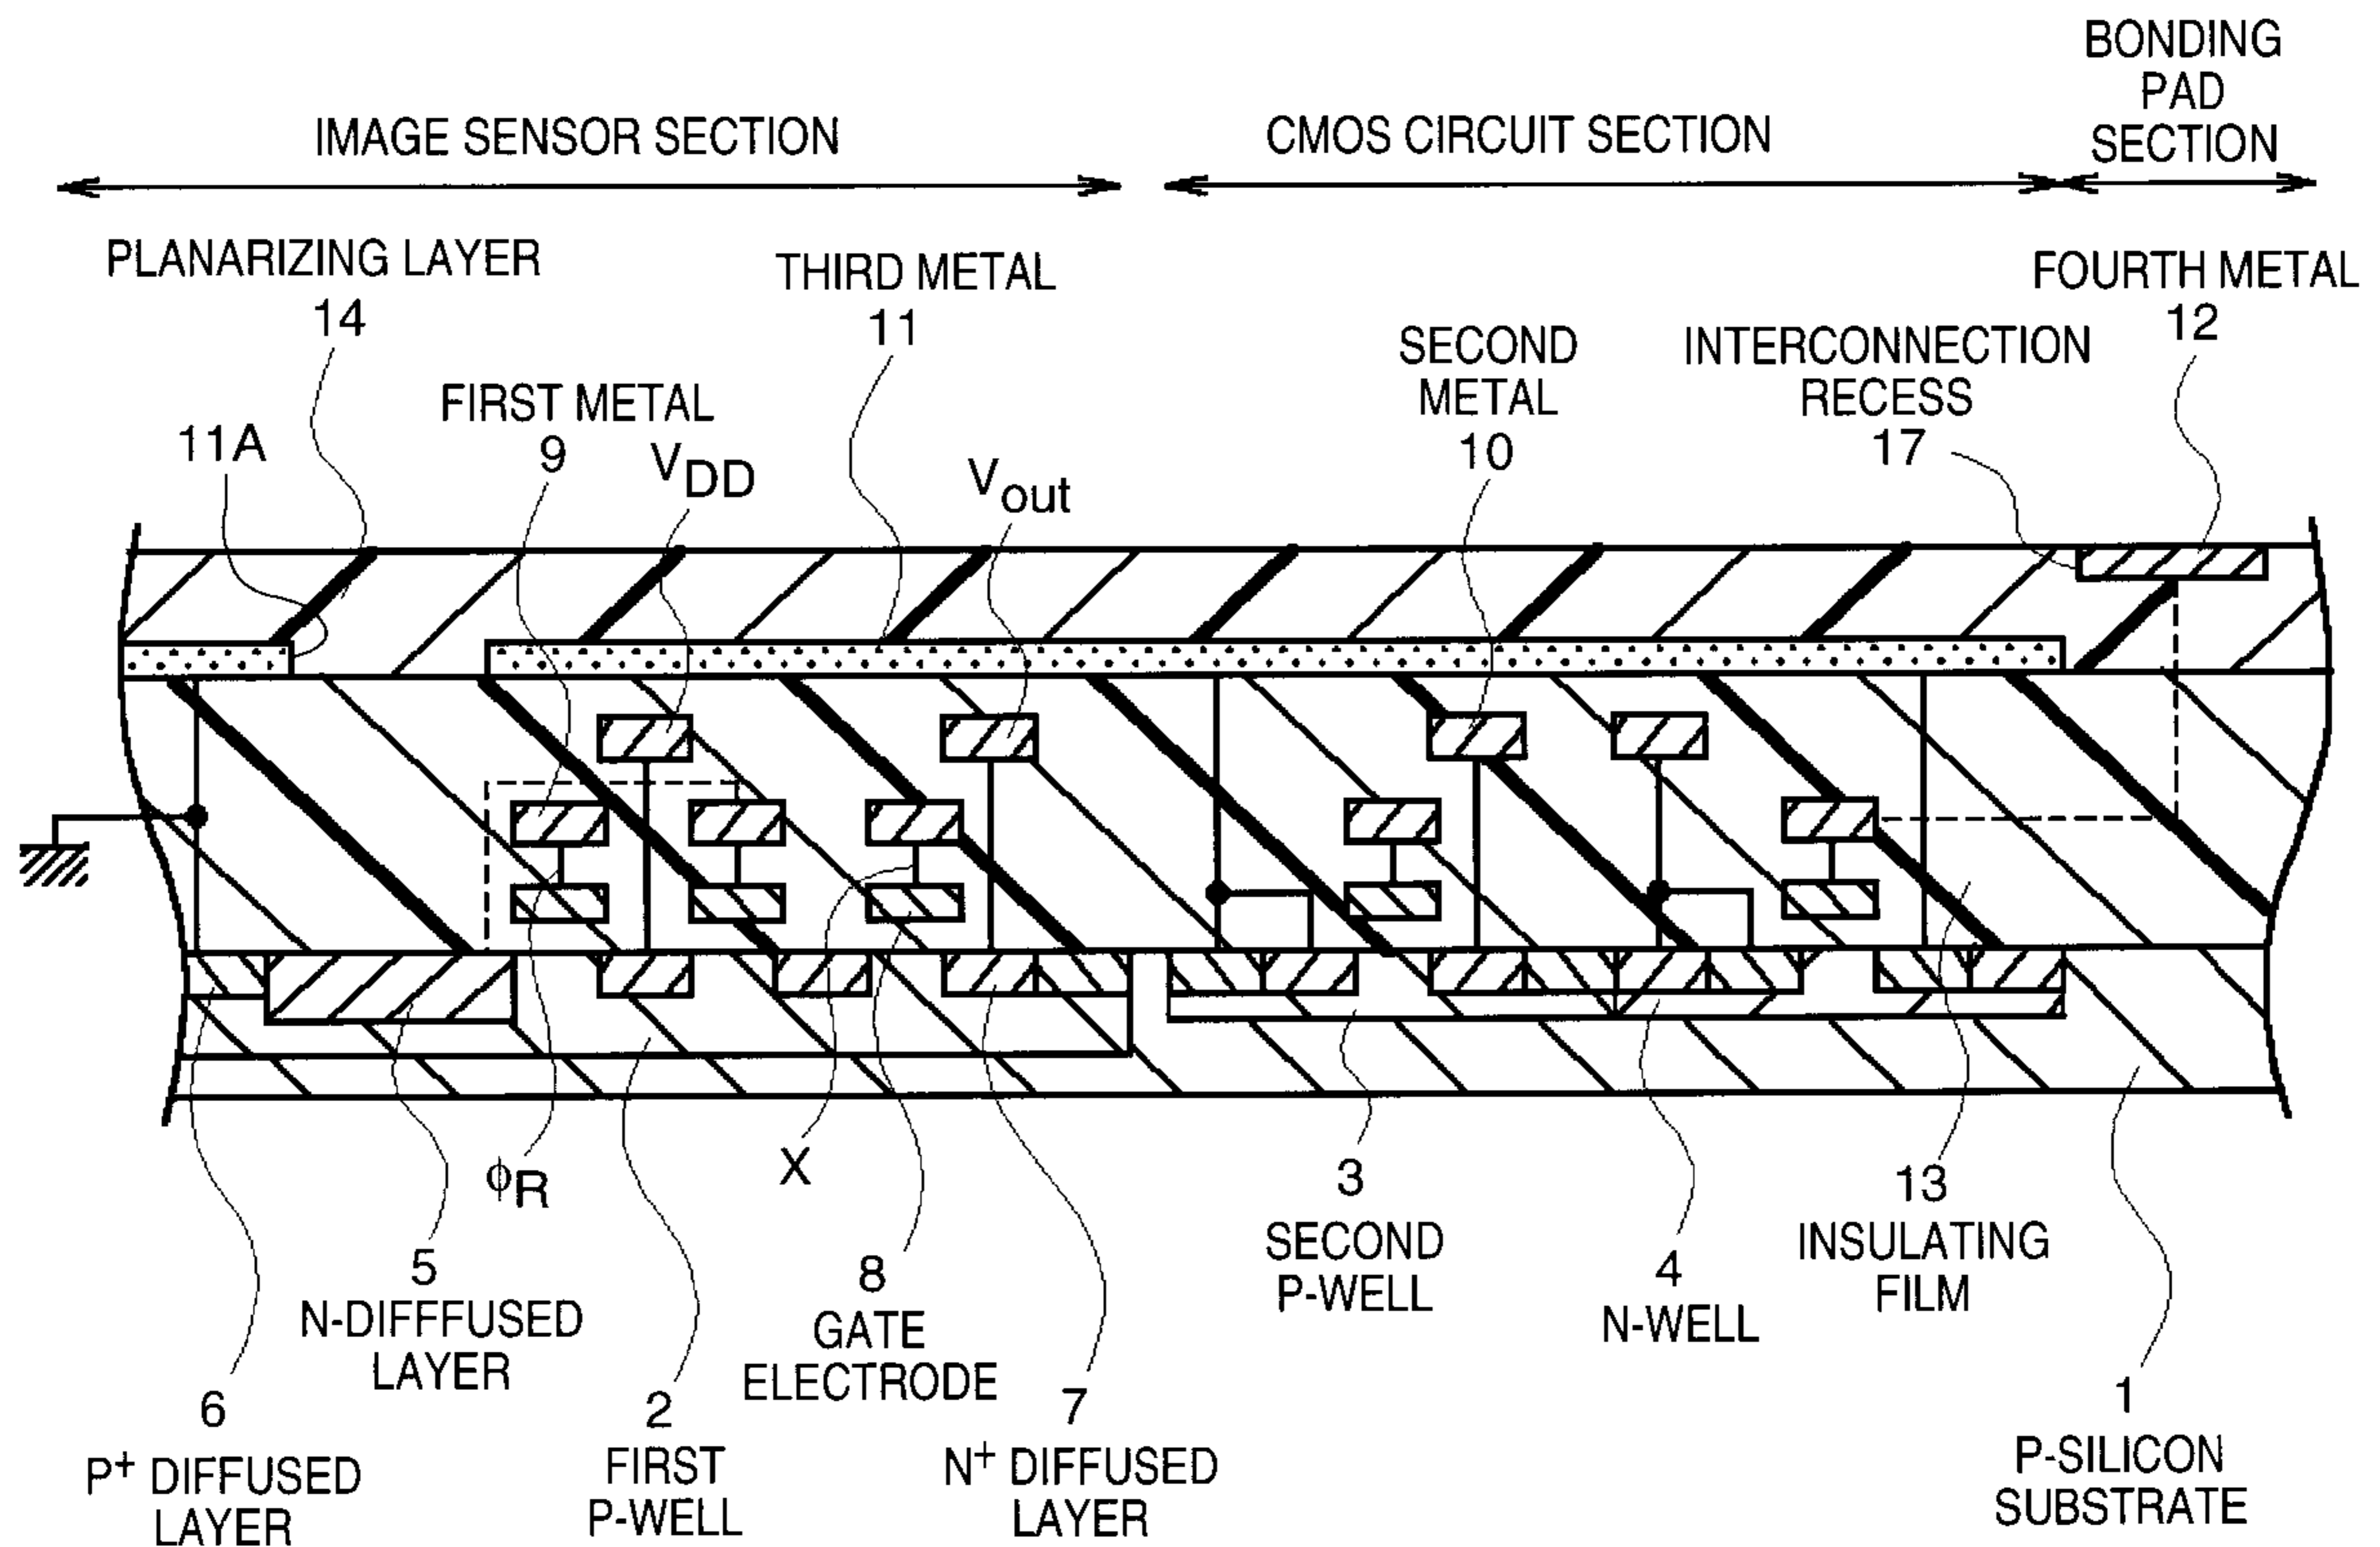 BONDING
PAD
SECTION
IMAGE SENSOR SECTION
CMOS CIRCUIT SECTION
PLANARIZING LAYER
14
THIRD METAL
11
FOURTH METAL
12
SECOND
METAL
10
INTERCONNECTION
RECESS
17
FIRST METAL
9
11A
VDD
Vout
ϕR
X
6
P+ DIFFUSED
LAYER
5
N-DIFFFUSED
LAYER
2
FIRST
P-WELL
8
GATE
ELECTRODE
7
N+ DIFFUSED
LAYER
3
SECOND
P-WELL
4
N-WELL
13
INSULATING
FILM
1
P-SILICON
SUBSTRATE